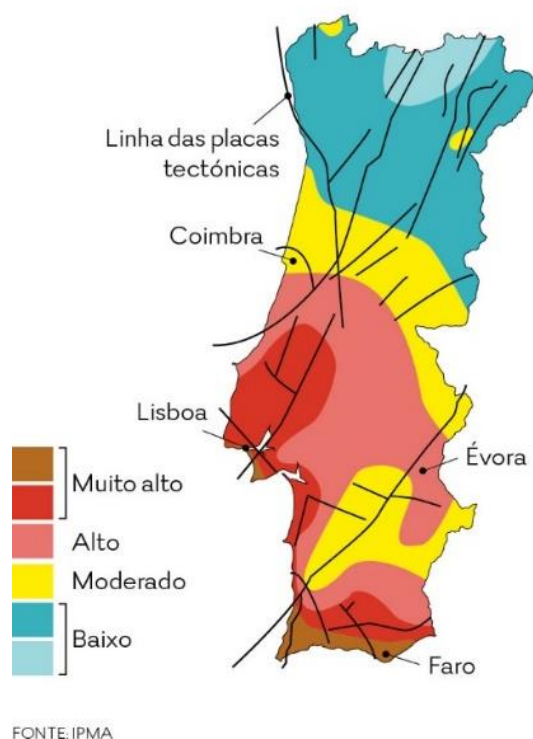 Linha das placas
tectónicas
Coimbra
Lisboa
Évora
Muito alto
Alto
Moderado
Baixo
Faro
FONTE: IPMA